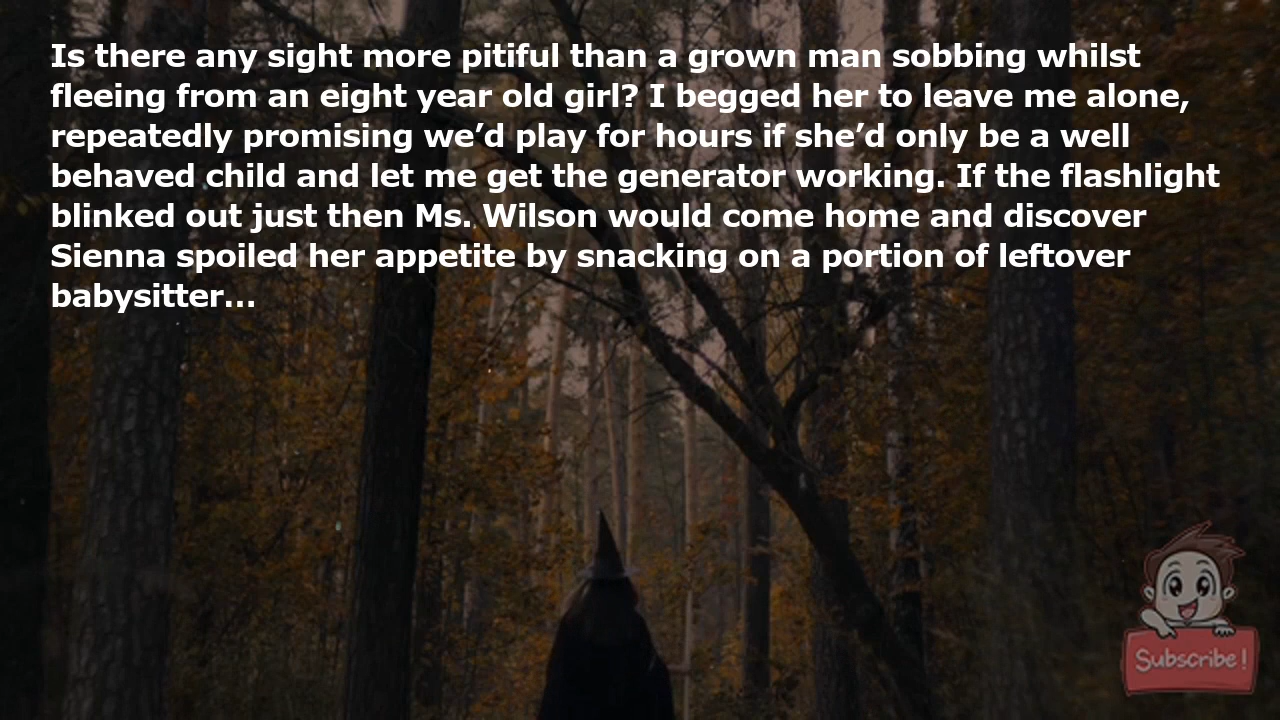 Is there any sight more pitiful than a grown man sobbing whilst
fleeing from an eight year old girl? I begged her to leave me alone,
repeatedly promising we’d play for hours if she’d only be a well
behaved child and let me get the generator working. If the flashlight
blinked out just then Ms. Wilson would come home and discover
Sienna spoiled her appetite by snacking on a portion of leftover
babysitter...
Subscribe!